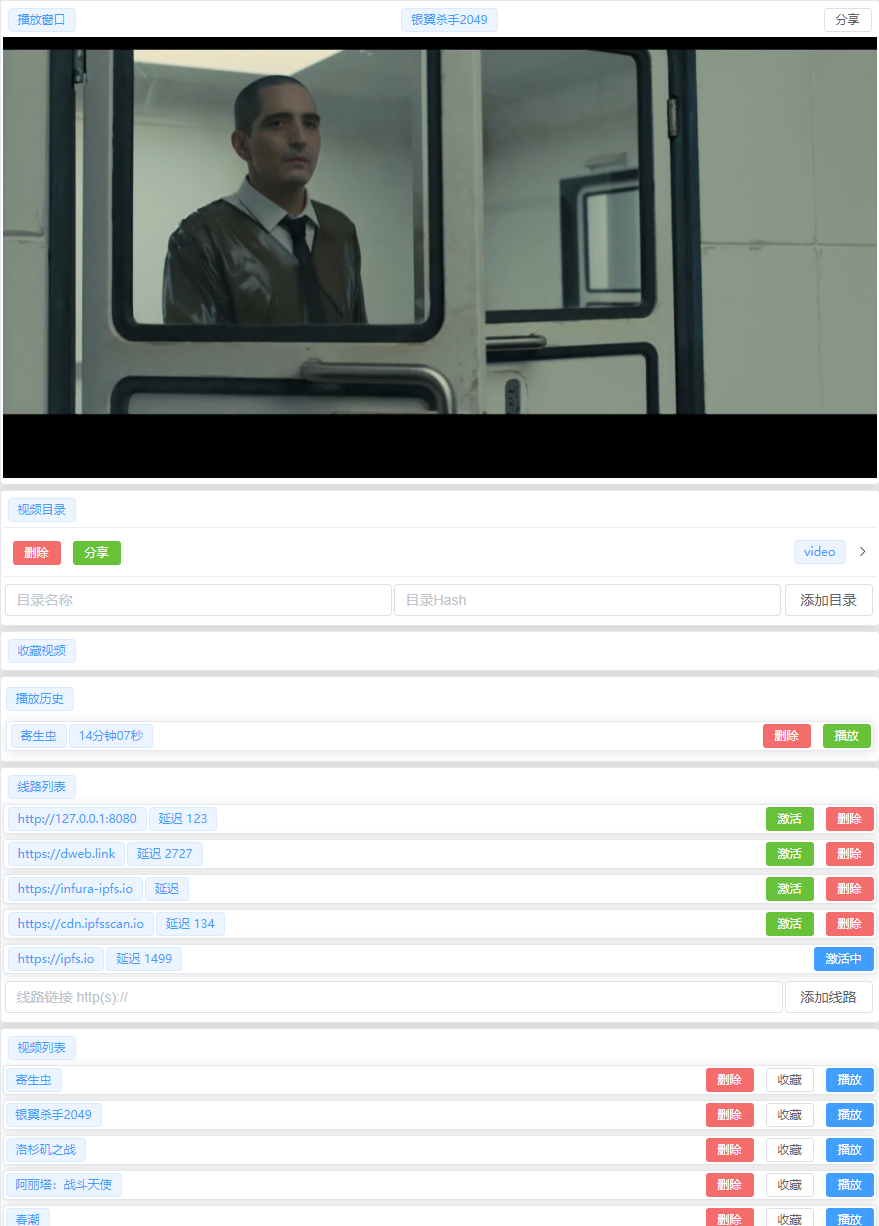 播放窗口 银翼杀手2049 分享
视频目录
删除 分享 video
目录名称 目录Hash 添加目录
收藏视频
播放历史
寄生虫 14分钟07秒 删除 播放
线路列表
http://127.0.0.1:8080 延迟 123 激活 删除
https://dweb.link 延迟 2727 激活 删除
https://infura-ipfs.io 延迟 激活 删除
https://cdn.ipfsscan.io 延迟 134 激活 删除
https://ipfs.io 延迟 1499 激活中
线路链接 http(s):// 添加线路
视频列表
寄生虫 删除 收藏 播放
银翼杀手2049 删除 收藏 播放
洛杉矶之战 删除 收藏 播放
阿丽塔：战斗天使 删除 收藏 播放
春潮 删除 收藏 播放